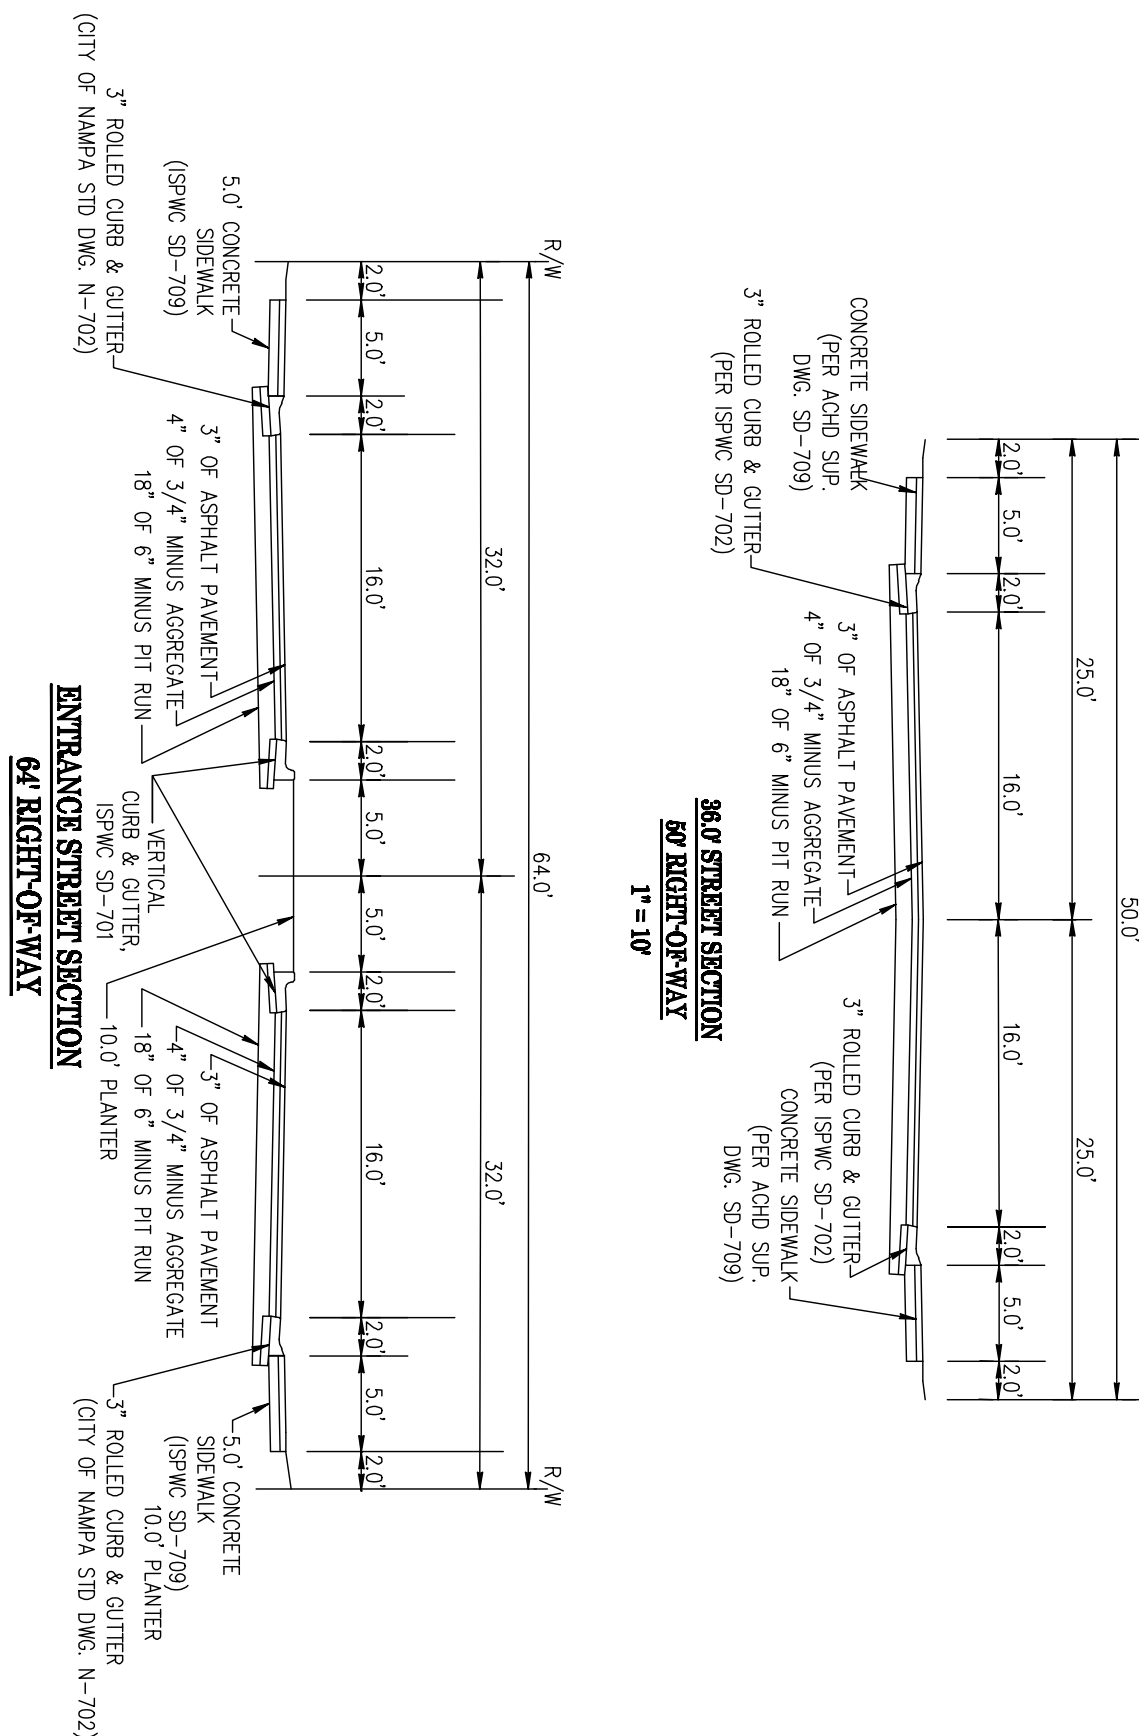 50.0'
25.0'
25.0'
2.0'
5.0'
2.0'
16.0'
16.0'
2.0'
5.0'
2.0'
CONCRETE SIDEWALK
(PER ACHD SUP.
DWG. SD-709)
3" ROLLED CURB & GUTTER
(PER ISPWC SD-702)
3" OF ASPHALT PAVEMENT
4" OF 3/4" MINUS AGGREGATE
18" OF 6" MINUS PIT RUN
3" ROLLED CURB & GUTTER
(PER ISPWC SD-702)
CONCRETE SIDEWALK
(PER ACHD SUP.
DWG. SD-709)
36.0' STREET SECTION
50' RIGHT-OF-WAY
1" = 10'
R/W
R/W
64.0'
32.0'
32.0'
2.0'
5.0'
2.0'
16.0'
2.0'
5.0'
5.0'
2.0'
16.0'
2.0'
5.0'
2.0'
5.0' CONCRETE
SIDEWALK
(ISPWC SD-709)
3" ROLLED CURB & GUTTER
(CITY OF NAMPA STD DWG. N-702)
3" OF ASPHALT PAVEMENT
4" OF 3/4" MINUS AGGREGATE
18" OF 6" MINUS PIT RUN
VERTICAL
CURB & GUTTER,
ISPWC SD-701
10.0' PLANTER
3" OF ASPHALT PAVEMENT
4" OF 3/4" MINUS AGGREGATE
18" OF 6" MINUS PIT RUN
5.0' CONCRETE
SIDEWALK
(ISPWC SD-709)
10.0' PLANTER
3" ROLLED CURB & GUTTER
(CITY OF NAMPA STD DWG. N-702)
ENTRANCE STREET SECTION
64' RIGHT-OF-WAY